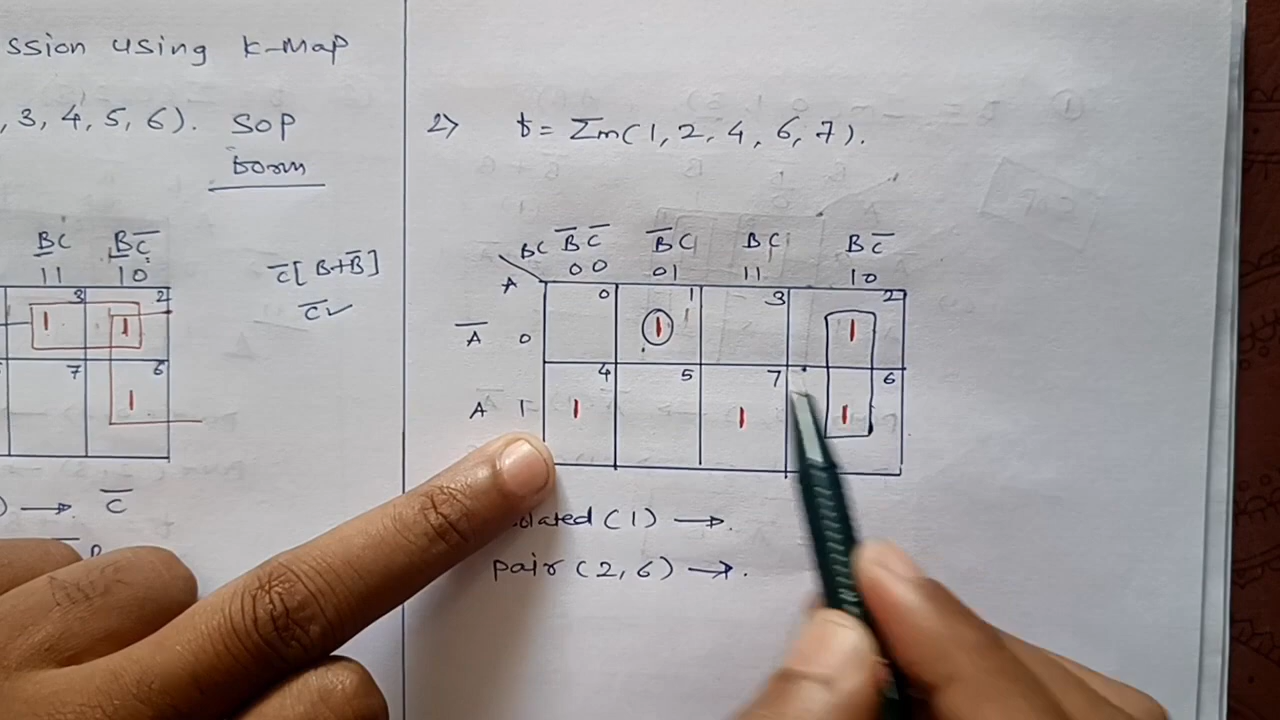 ssion using K-Map
, 3, 4, 5, 6). SOP
form
BC BC̅
11 10
C̅[B+B̅]
C̅✓
3 2
1 1
7 6
1
) → C̅
2) f = Σm(1, 2, 4, 6, 7).
BC B̅C̅ B̅C BC BC̅
00 01 11 10
A
0 1 3 2
A̅ 0 1 1
4 5 7 6
A 1 1 1 1
olated (1) →.
pair (2, 6) →.